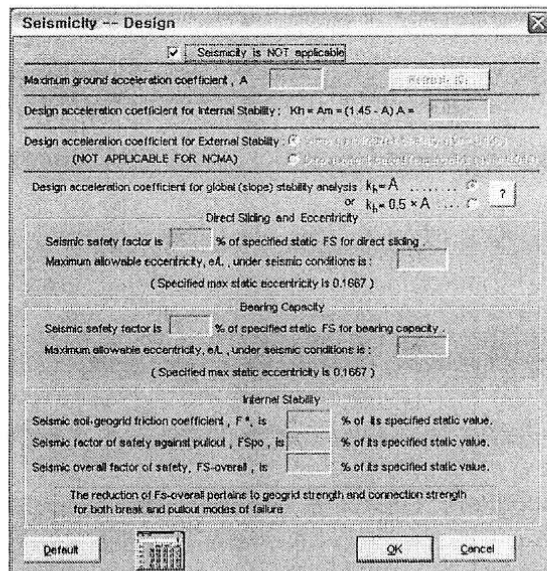 Seismicity -- Design
Seismicity is NOT applicable
Maximum ground acceleration coefficient , A
Design acceleration coefficient for Internal Stability : Kh = Am = (1.45 - A) A =
Design acceleration coefficient for External Stability :
(NOT APPLICABLE FOR NCMA)
Design acceleration coefficient for global (slope) stability analysis kh = A ........
or kh = 0.5 × A ....
?
Direct Sliding and Eccentricity
Seismic safety factor is % of specified static FS for direct sliding .
Maximum allowable eccentricity, e/L , under seismic conditions is :
( Specified max static eccentricity is 0.1667 )
Bearing Capacity
Seismic safety factor is % of specified static FS for bearing capacity .
Maximum allowable eccentricity, e/L , under seismic conditions is :
( Specified max static eccentricity is 0.1667 )
Internal Stability
Seismic soil-geogrid friction coefficient , F *, is % of its specified static value.
Seismic factor of safety against pullout , FSpo , is % of its specified static value.
Seismic overall factor of safety, FS-overall , is % of its specified static value.
The reduction of Fs-overall pertains to geogrid strength and connection strength
for both break and pullout modes of failure
Default
OK
Cancel